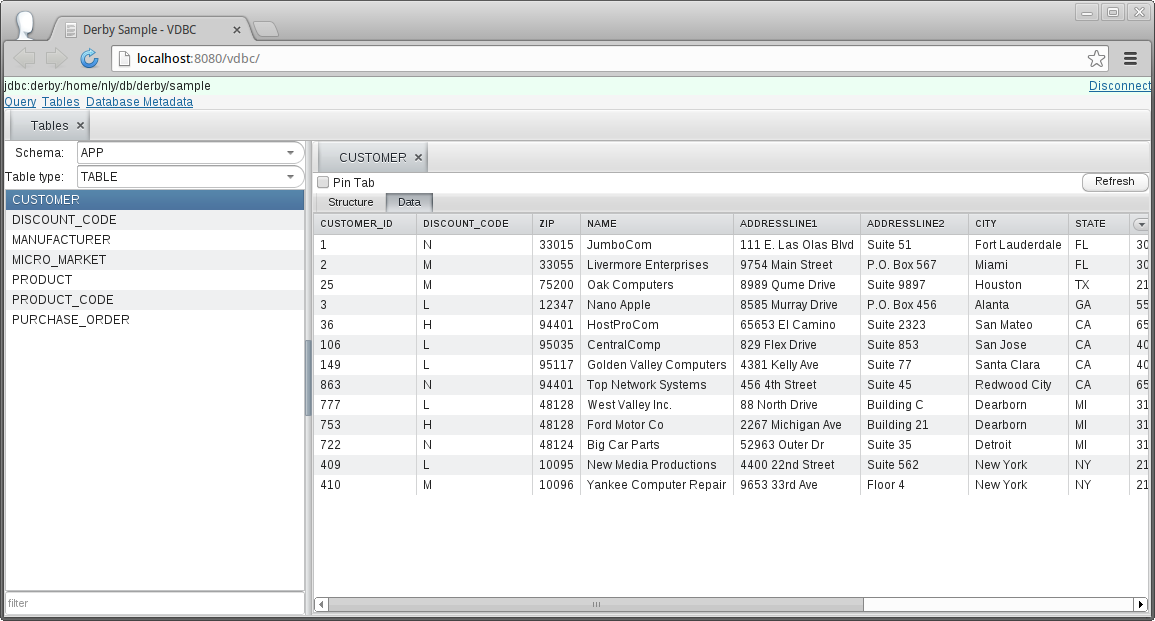 Derby Sample - VDBC
localhost:8080/vdbc/
jdbc:derby:/home/nly/db/derby/sample Disconnect
Query Tables Database Metadata
Tables
Schema: APP
Table type: TABLE
CUSTOMER
DISCOUNT_CODE
MANUFACTURER
MICRO_MARKET
PRODUCT
PRODUCT_CODE
PURCHASE_ORDER
filter
CUSTOMER
Pin Tab Refresh
Structure Data
CUSTOMER_ID DISCOUNT_CODE ZIP NAME ADDRESSLINE1 ADDRESSLINE2 CITY STATE
1 N 33015 JumboCom 111 E. Las Olas Blvd Suite 51 Fort Lauderdale FL 30
2 M 33055 Livermore Enterprises 9754 Main Street P.O. Box 567 Miami FL 30
25 M 75200 Oak Computers 8989 Qume Drive Suite 9897 Houston TX 21
3 L 12347 Nano Apple 8585 Murray Drive P.O. Box 456 Alanta GA 55
36 H 94401 HostProCom 65653 El Camino Suite 2323 San Mateo CA 65
106 L 95035 CentralComp 829 Flex Drive Suite 853 San Jose CA 40
149 L 95117 Golden Valley Computers 4381 Kelly Ave Suite 77 Santa Clara CA 40
863 N 94401 Top Network Systems 456 4th Street Suite 45 Redwood City CA 65
777 L 48128 West Valley Inc. 88 North Drive Building C Dearborn MI 31
753 H 48128 Ford Motor Co 2267 Michigan Ave Building 21 Dearborn MI 31
722 N 48124 Big Car Parts 52963 Outer Dr Suite 35 Detroit MI 31
409 L 10095 New Media Productions 4400 22nd Street Suite 562 New York NY 21
410 M 10096 Yankee Computer Repair 9653 33rd Ave Floor 4 New York NY 21